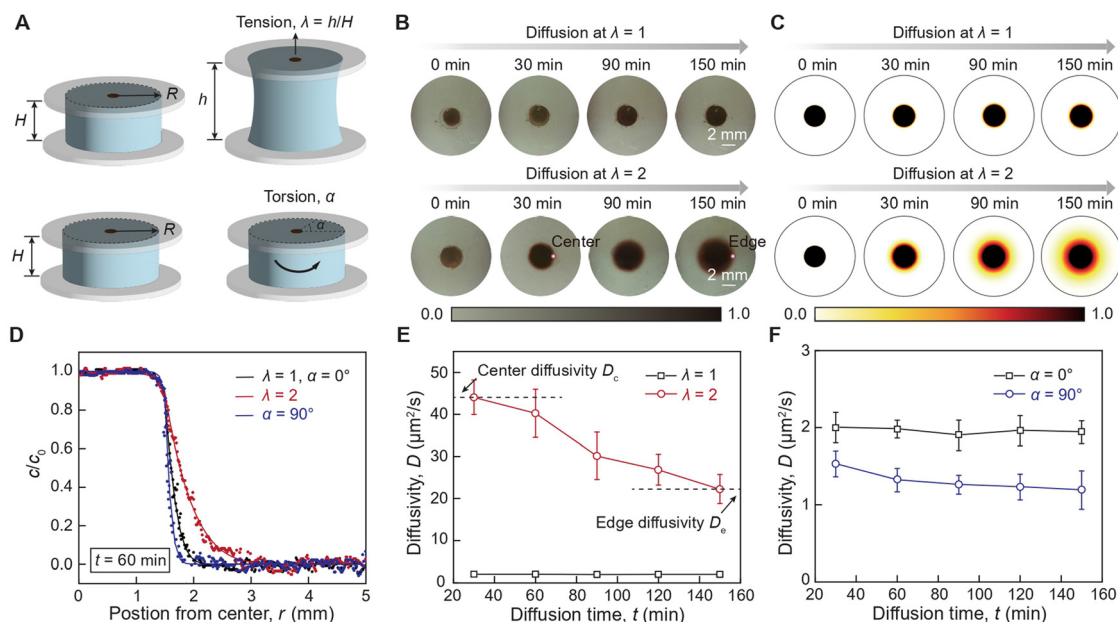 A
Tension, λ = h/H
R
H
h
Torsion, α
R
H
α
B
Diffusion at λ = 1
0 min 30 min 90 min 150 min
2 mm
Diffusion at λ = 2
0 min 30 min 90 min 150 min
Center Edge
2 mm
0.0 1.0
C
Diffusion at λ = 1
0 min 30 min 90 min 150 min
Diffusion at λ = 2
0 min 30 min 90 min 150 min
0.0 1.0
D
c/c0
1.0
0.8
0.6
0.4
0.2
0.0
λ = 1, α = 0°
λ = 2
α = 90°
t = 60 min
0 1 2 3 4 5
Postion from center, r (mm)
E
Diffusivity, D (μm²/s)
50
40
30
20
10
0
Center diffusivity Dc
λ = 1
λ = 2
Edge diffusivity De
20 40 60 80 100 120 140 160
Diffusion time, t (min)
F
Diffusivity, D (μm²/s)
3
2
1
0
α = 0°
α = 90°
20 40 60 80 100 120 140 160
Diffusion time, t (min)